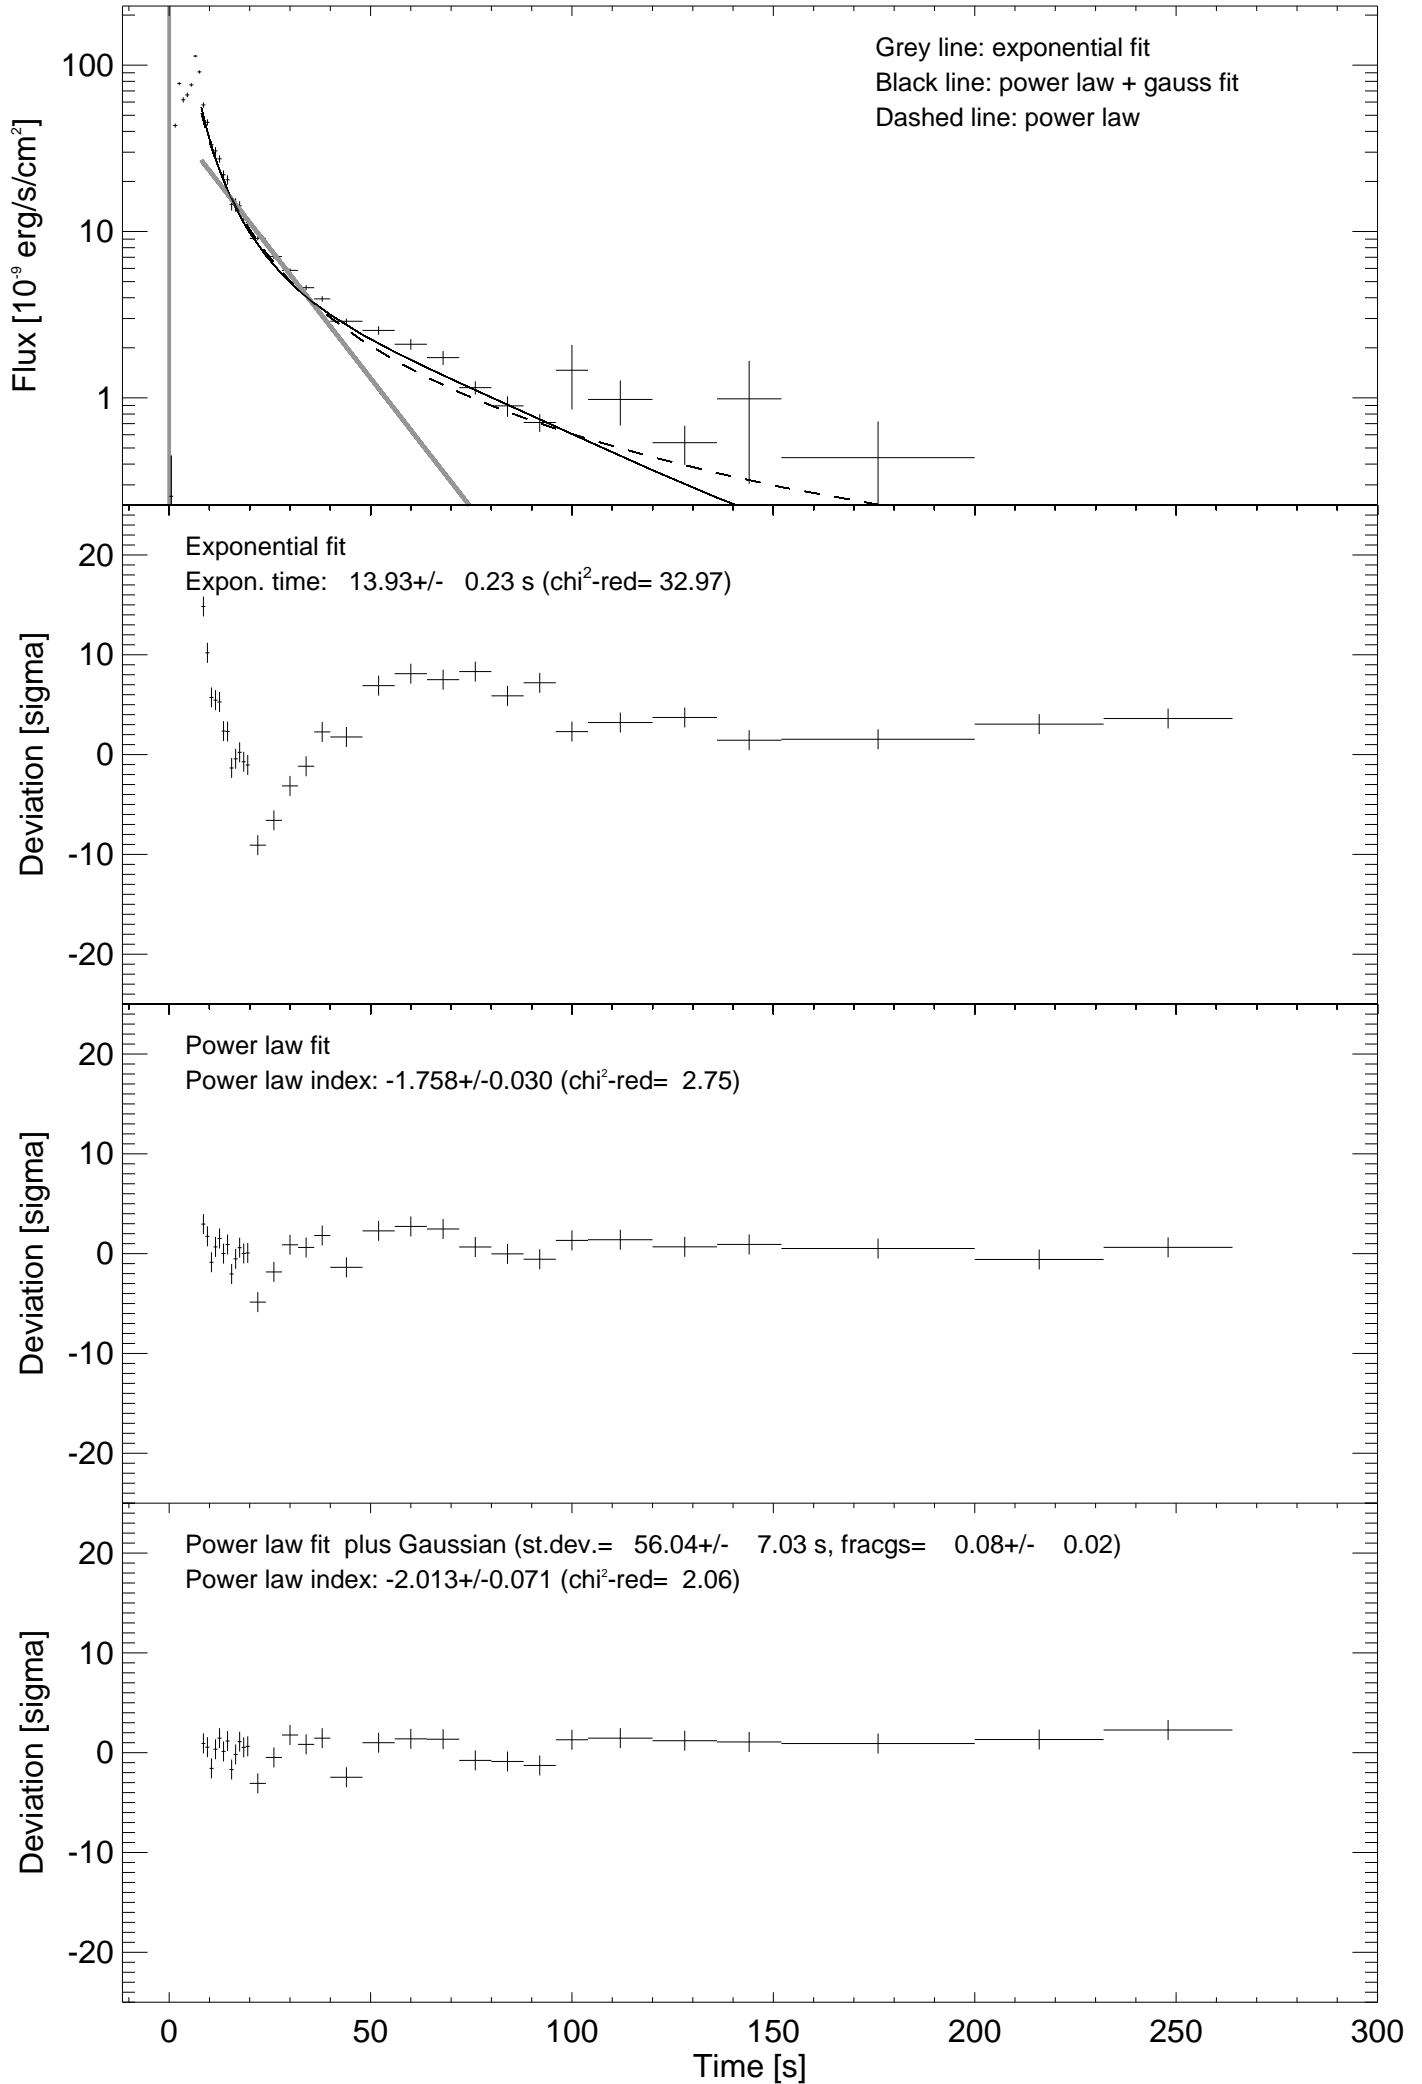 Grey line: exponential fit
Black line: power law + gauss fit
Dashed line: power law
100
10
1
Flux [10⁻⁹ erg/s/cm²]
Exponential fit
Expon. time: 13.93+/- 0.23 s (chi²-red= 32.97)
20
10
0
-10
-20
Deviation [sigma]
Power law fit
Power law index: -1.758+/-0.030 (chi²-red= 2.75)
20
10
0
-10
-20
Deviation [sigma]
Power law fit plus Gaussian (st.dev.= 56.04+/- 7.03 s, fracgs= 0.08+/- 0.02)
Power law index: -2.013+/-0.071 (chi²-red= 2.06)
20
10
0
-10
-20
Deviation [sigma]
0 50 100 150 200 250 300
Time [s]